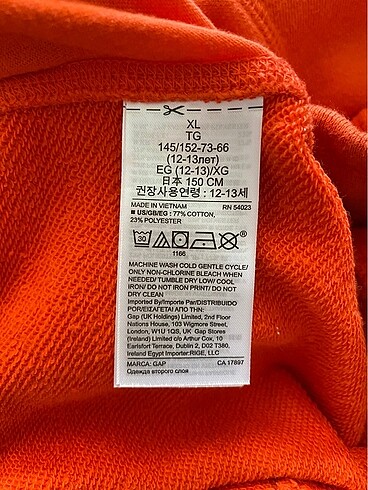 XL
TG
145/152-73-66
(12-13лет)
EG (12-13)/XG
日本 150 CM
권장사용연령 : 12-13세
MADE IN VIETNAM RN 54023
■ US/GB/EG : 77% COTTON,
23% POLYESTER
30
®
1166
MACHINE WASH COLD GENTLE CYCLE/
ONLY NON-CHLORINE BLEACH WHEN
NEEDED/ TUMBLE DRY LOW/ COOL
IRON/ DO NOT IRON PRINT/ DO NOT
DRY CLEAN
Imported By/Importe Par/DISTRIBUIDO
POR/ΕΙΣΑΓΕΤΑΙ ΑΠΟ/ΤΗΝ:
Gap (UK Holdings) Limited, 2nd Floor
Nations House, 103 Wigmore Street,
London, W1U 1QS, UK Gap Stores
(Ireland) Limited c/o Arthur Cox, 10
Earlsfort Terrace, Dublin 2, D02 T380,
Ireland Egypt Importer:RIGE, LLC
MARCA: GAP CA 17897
Одежда второго слоя